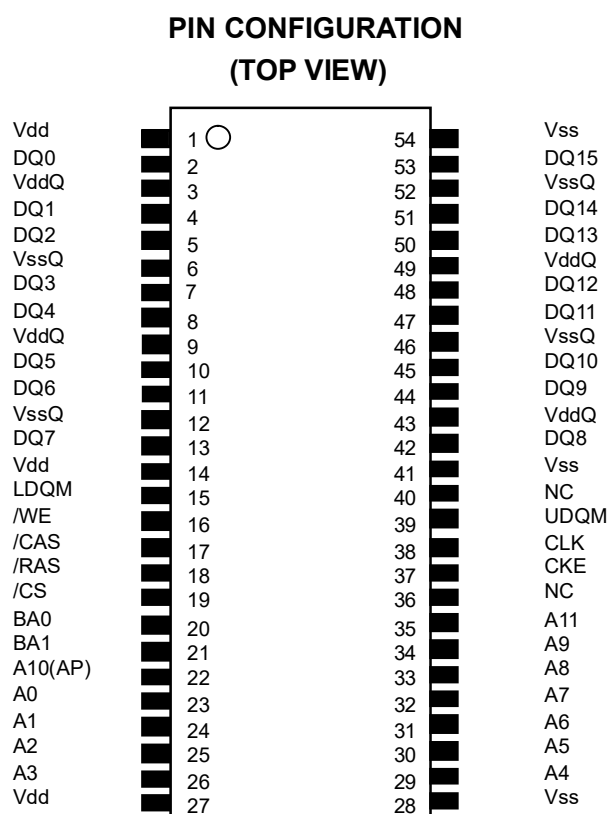 PIN CONFIGURATION
(TOP VIEW)
Vdd 1 54 Vss
DQ0 2 53 DQ15
VddQ 3 52 VssQ
DQ1 4 51 DQ14
DQ2 5 50 DQ13
VssQ 6 49 VddQ
DQ3 7 48 DQ12
DQ4 8 47 DQ11
VddQ 9 46 VssQ
DQ5 10 45 DQ10
DQ6 11 44 DQ9
VssQ 12 43 VddQ
DQ7 13 42 DQ8
Vdd 14 41 Vss
LDQM 15 40 NC
/WE 16 39 UDQM
/CAS 17 38 CLK
/RAS 18 37 CKE
/CS 19 36 NC
BA0 20 35 A11
BA1 21 34 A9
A10(AP) 22 33 A8
A0 23 32 A7
A1 24 31 A6
A2 25 30 A5
A3 26 29 A4
Vdd 27 28 Vss